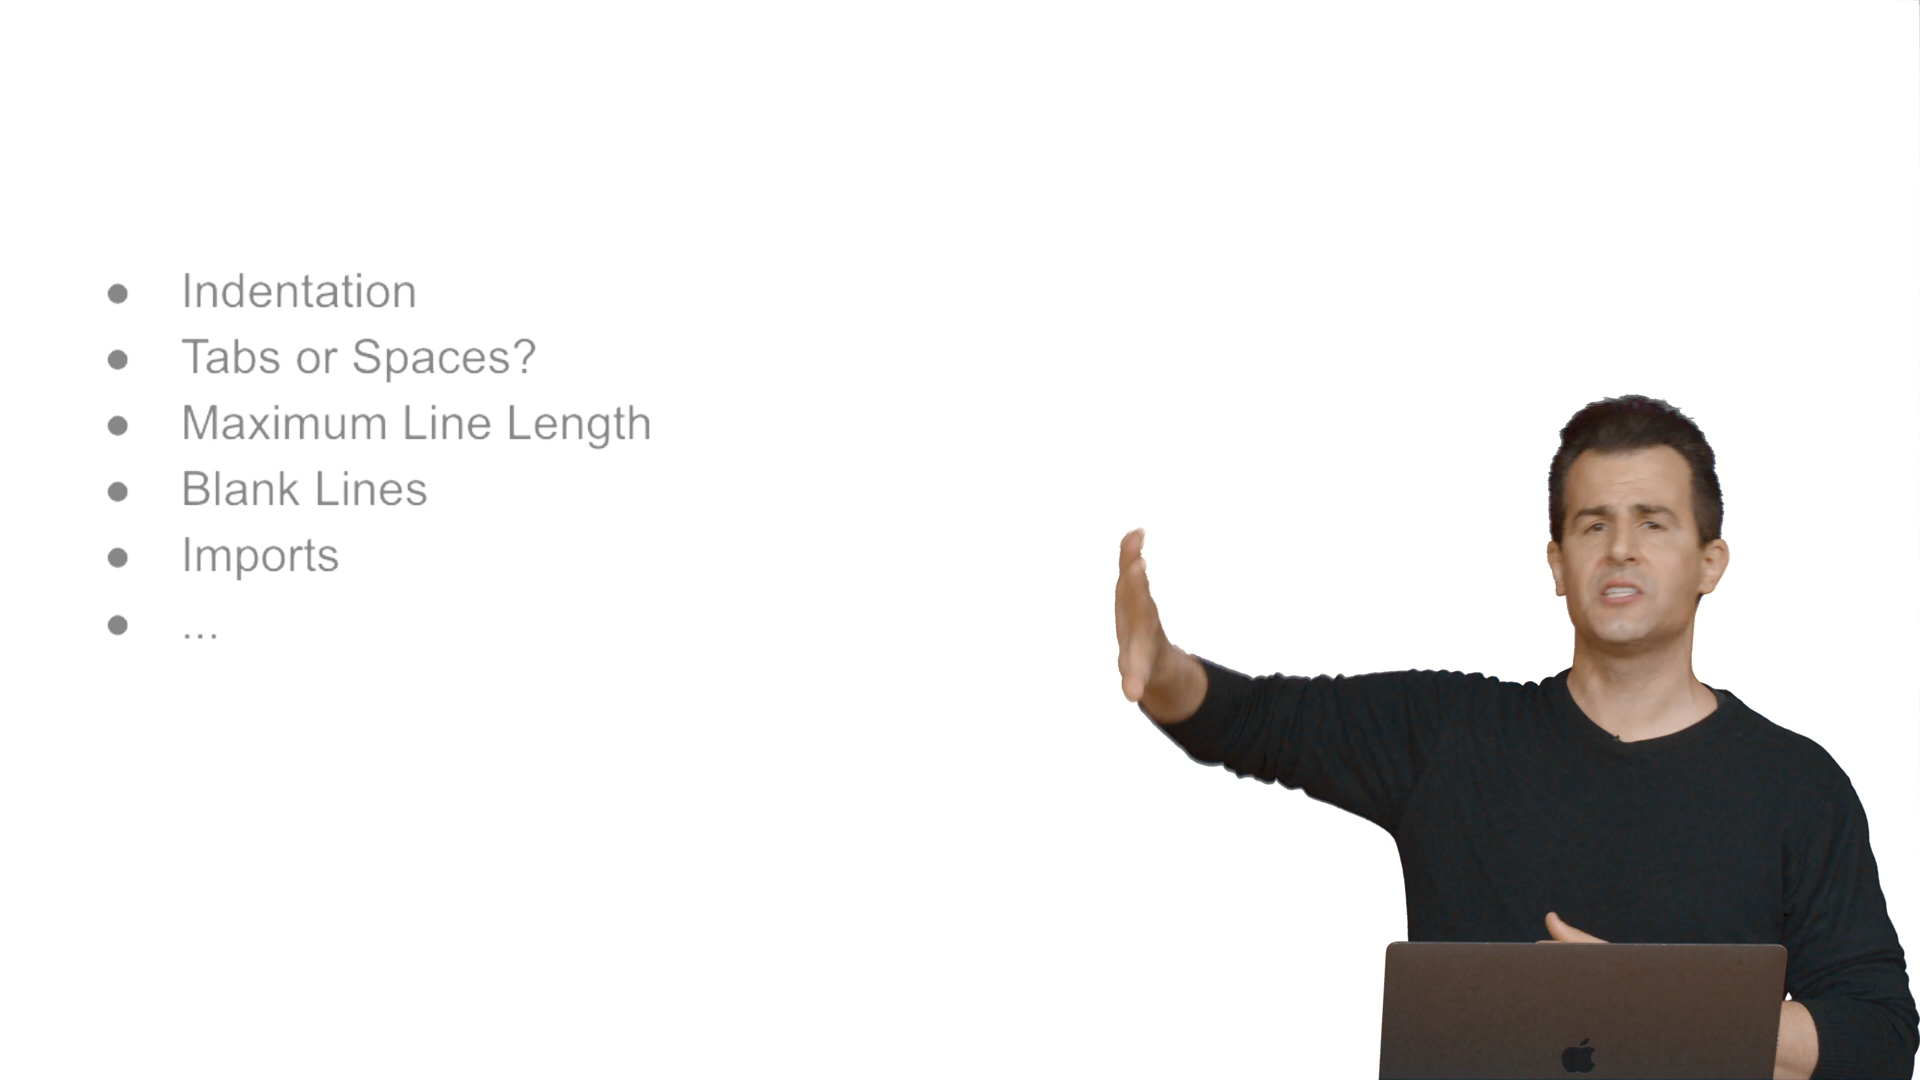 ● Indentation
● Tabs or Spaces?
● Maximum Line Length
● Blank Lines
● Imports
● ...